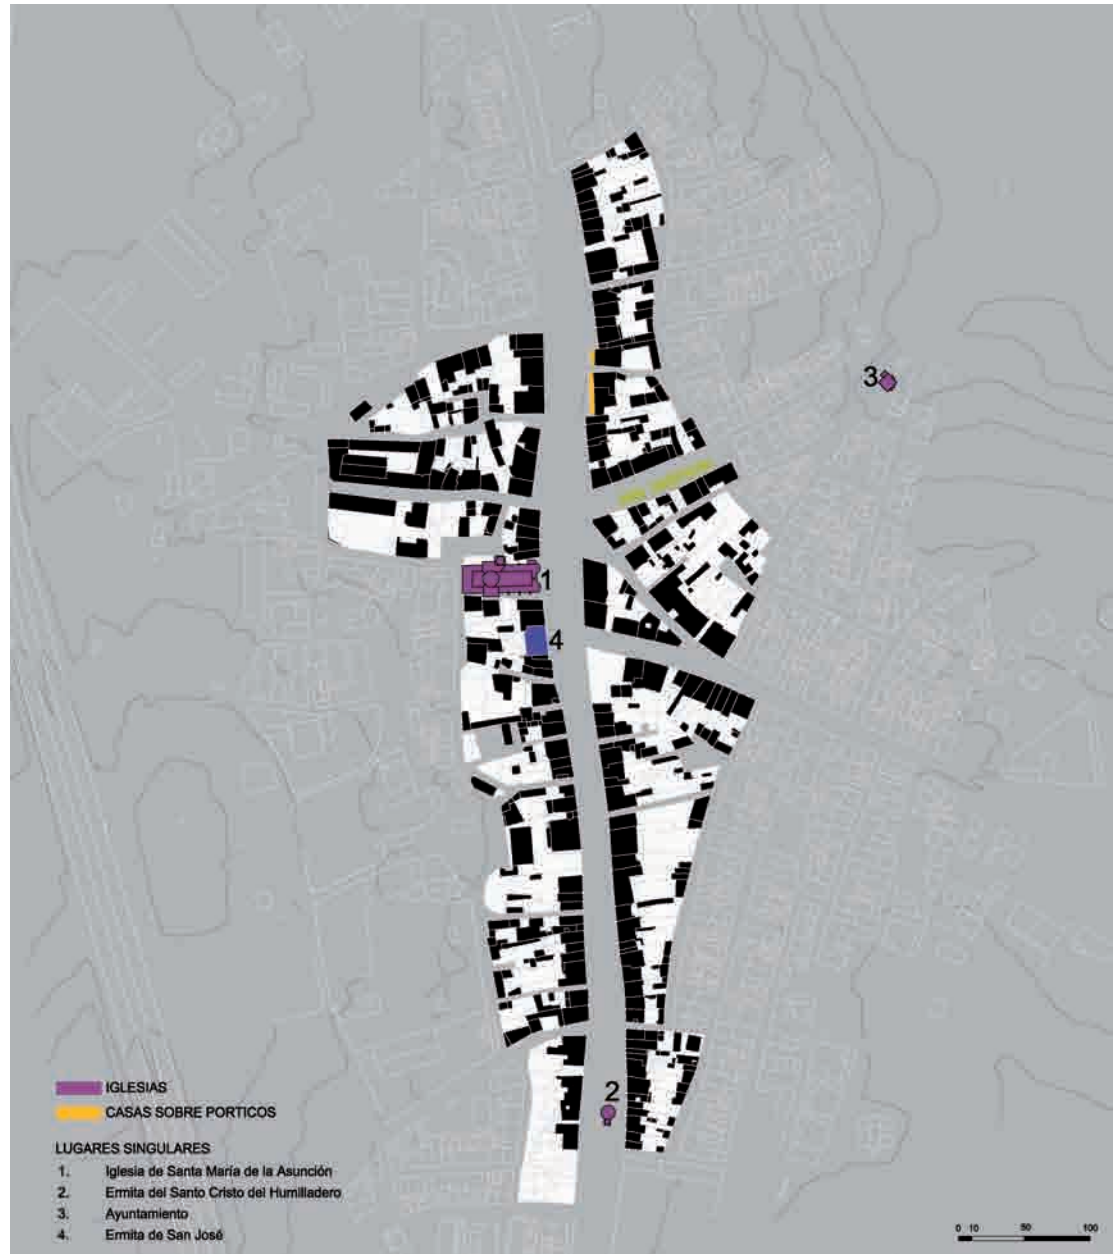 3
1
4
2
IGLESIAS
CASAS SOBRE PORTICOS
LUGARES SINGULARES
1. Iglesia de Santa María de la Asunción
2. Ermita del Santo Cristo del Humilladero
3. Ayuntamiento
4. Ermita de San José
0 10 50 100